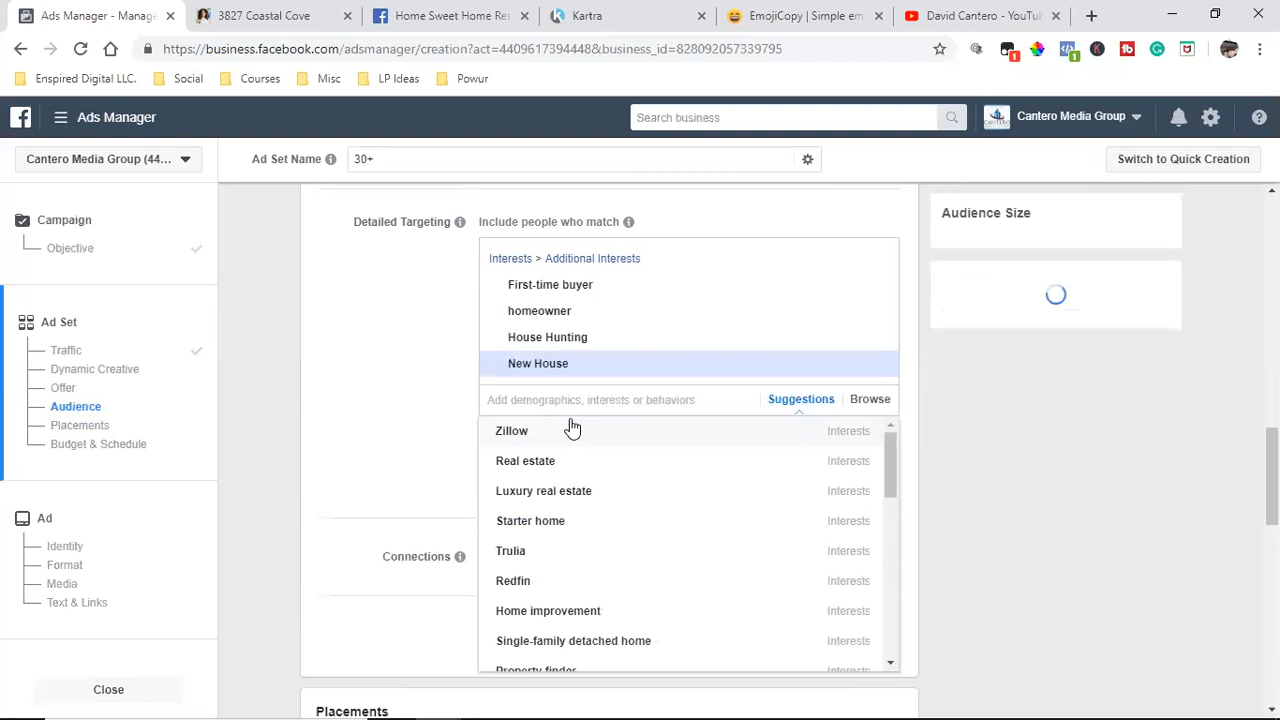 Ads Manager - Manage
3827 Coastal Cove
Home Sweet Home Res
Kartra
EmojiCopy | Simple em
David Cantero - YouTu
https://business.facebook.com/adsmanager/creation?act=4409617394448&business_id=828092057339795
1
1
Enspired Digital LLC.
Social
Courses
Misc
LP Ideas
Powur
Ads Manager
Search business
Cantero Media Group
Cantero Media Group (44...
Ad Set Name
30+
Switch to Quick Creation
Campaign
Objective
Ad Set
Traffic
Dynamic Creative
Offer
Audience
Placements
Budget & Schedule
Ad
Identity
Format
Media
Text & Links
Close
Detailed Targeting
Include people who match
Interests > Additional Interests
First-time buyer
homeowner
House Hunting
New House
Add demographics, interests or behaviors
Suggestions
Browse
Zillow Interests
Real estate Interests
Luxury real estate Interests
Starter home Interests
Trulia Interests
Redfin Interests
Home improvement Interests
Single-family detached home Interests
Property finder
Connections
Placements
Audience Size